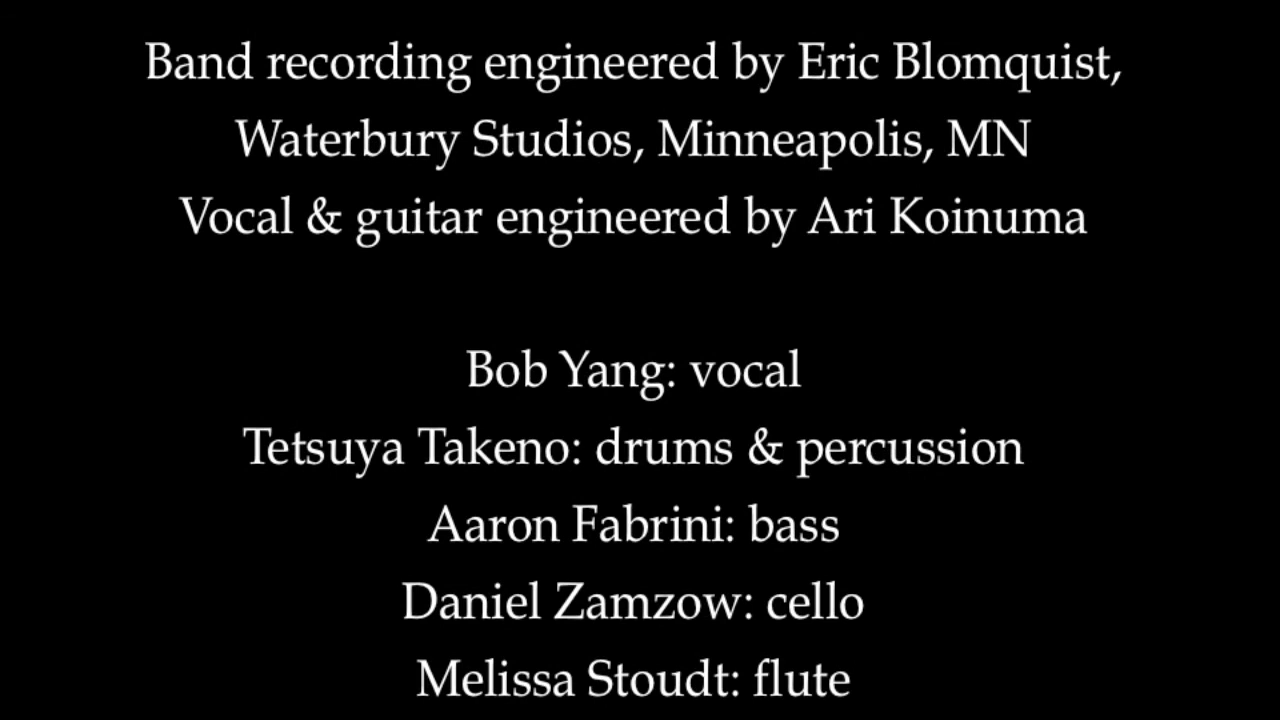 Band recording engineered by Eric Blomquist,
Waterbury Studios, Minneapolis, MN
Vocal & guitar engineered by Ari Koinuma
Bob Yang: vocal
Tetsuya Takeno: drums & percussion
Aaron Fabrini: bass
Daniel Zamzow: cello
Melissa Stoudt: flute